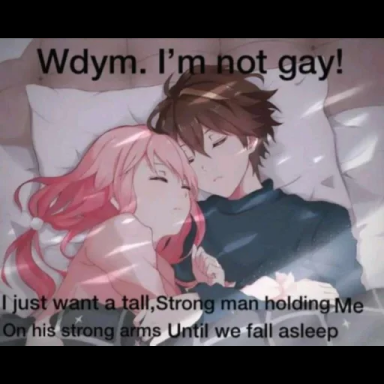 Wdym. I'm not gay!
I just want a tall,Strong man holding Me
On his strong arms Until we fall asleep